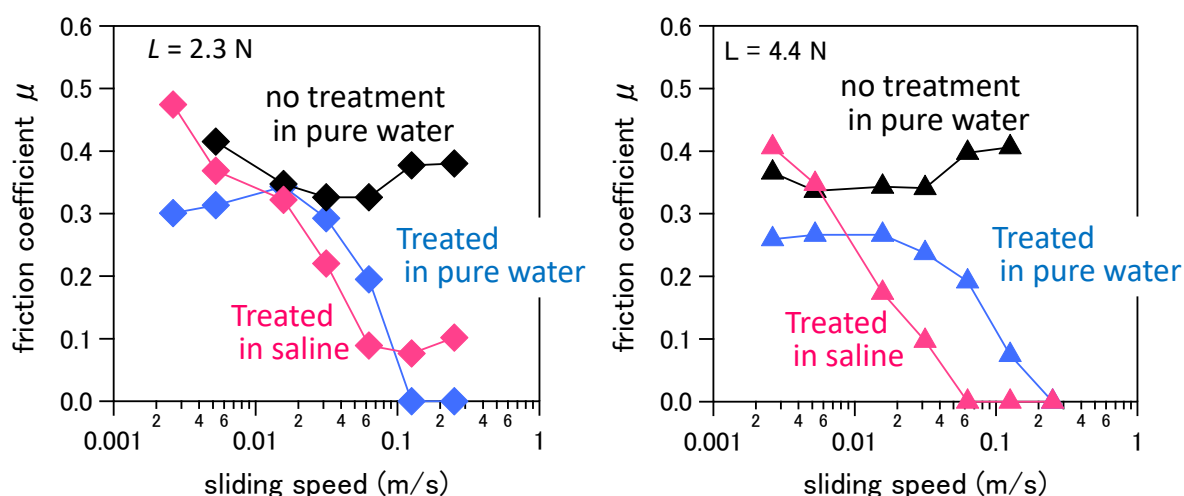 0.6
L = 2.3 N
0.5
no treatment
in pure water
0.4
0.3
Treated
in pure water
0.2
Treated
in saline
0.1
0.0
friction coefficient μ
2 4 6 2 4 6 2 4 6
0.001 0.01 0.1 1
sliding speed (m/s)
0.6
L = 4.4 N
0.5
no treatment
in pure water
0.4
0.3
Treated
in pure water
0.2
Treated
in saline
0.1
0.0
friction coefficient μ
2 4 6 2 4 6 2 4 6
0.001 0.01 0.1 1
sliding speed (m/s)